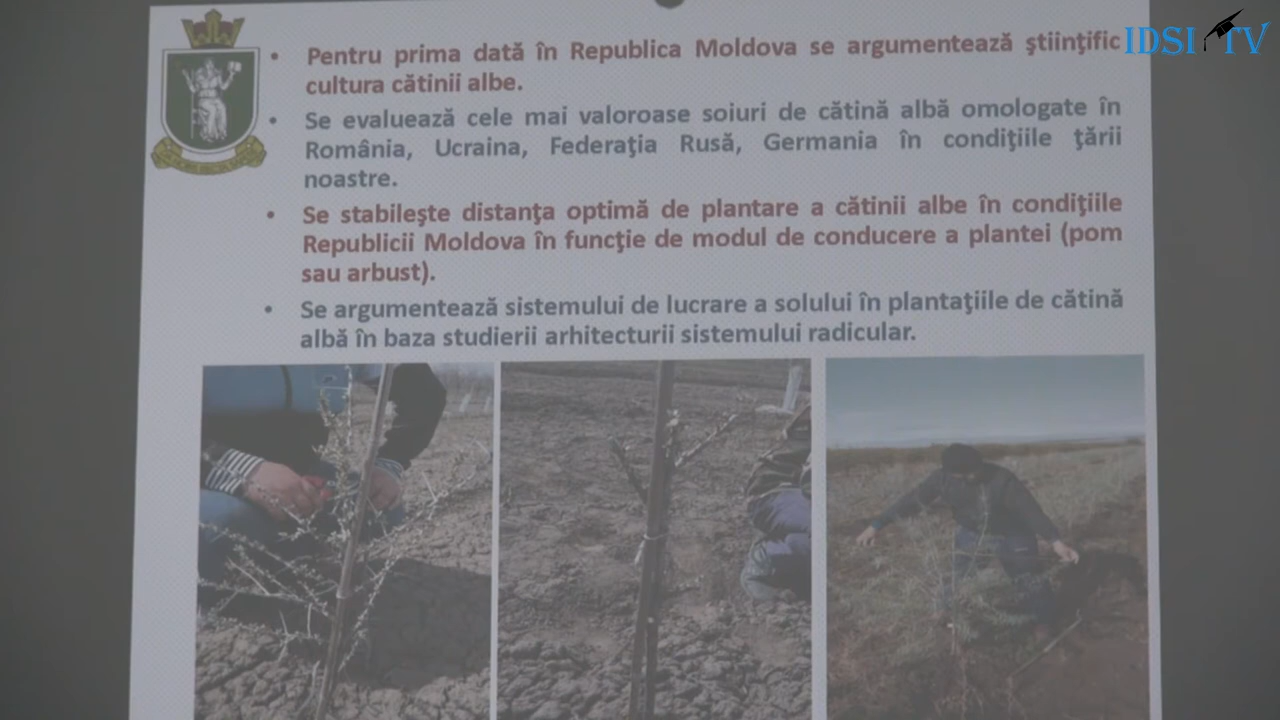 IDSI TV
• Pentru prima dată în Republica Moldova se argumentează ştiinţific
cultura cătinii albe.
• Se evaluează cele mai valoroase soiuri de cătină albă omologate în
România, Ucraina, Federaţia Rusă, Germania în condiţiile ţării
noastre.
• Se stabileşte distanţa optimă de plantare a cătinii albe în condiţiile
Republicii Moldova în funcţie de modul de conducere a plantei (pom
sau arbust).
• Se argumentează sistemului de lucrare a solului în plantaţiile de cătină
albă în baza studierii arhitecturii sistemului radicular.